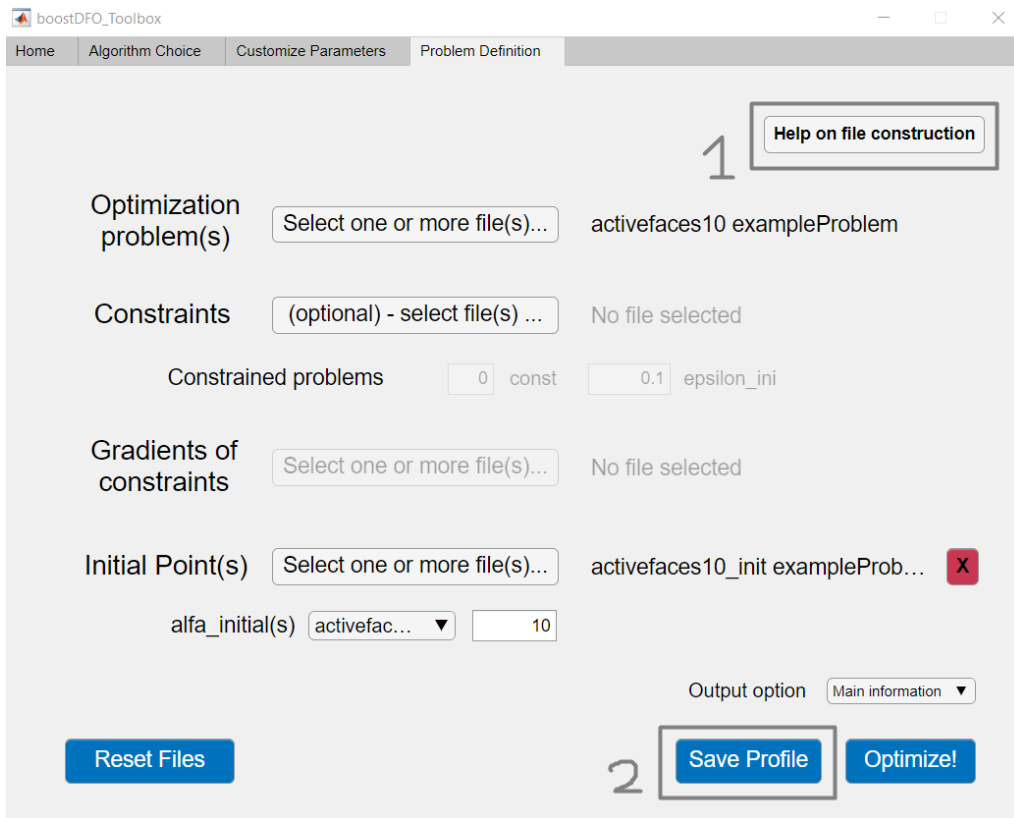 boostDFO_Toolbox
Home Algorithm Choice Customize Parameters Problem Definition
1 Help on file construction
Optimization
problem(s)
Select one or more file(s)... activefaces10 exampleProblem
Constraints (optional) - select file(s) ... No file selected
Constrained problems 0 const 0.1 epsilon_ini
Gradients of
constraints
Select one or more file(s)... No file selected
Initial Point(s) Select one or more file(s)... activefaces10_init exampleProb... X
alfa_initial(s) activefac... 10
Output option Main information
Reset Files 2 Save Profile Optimize!